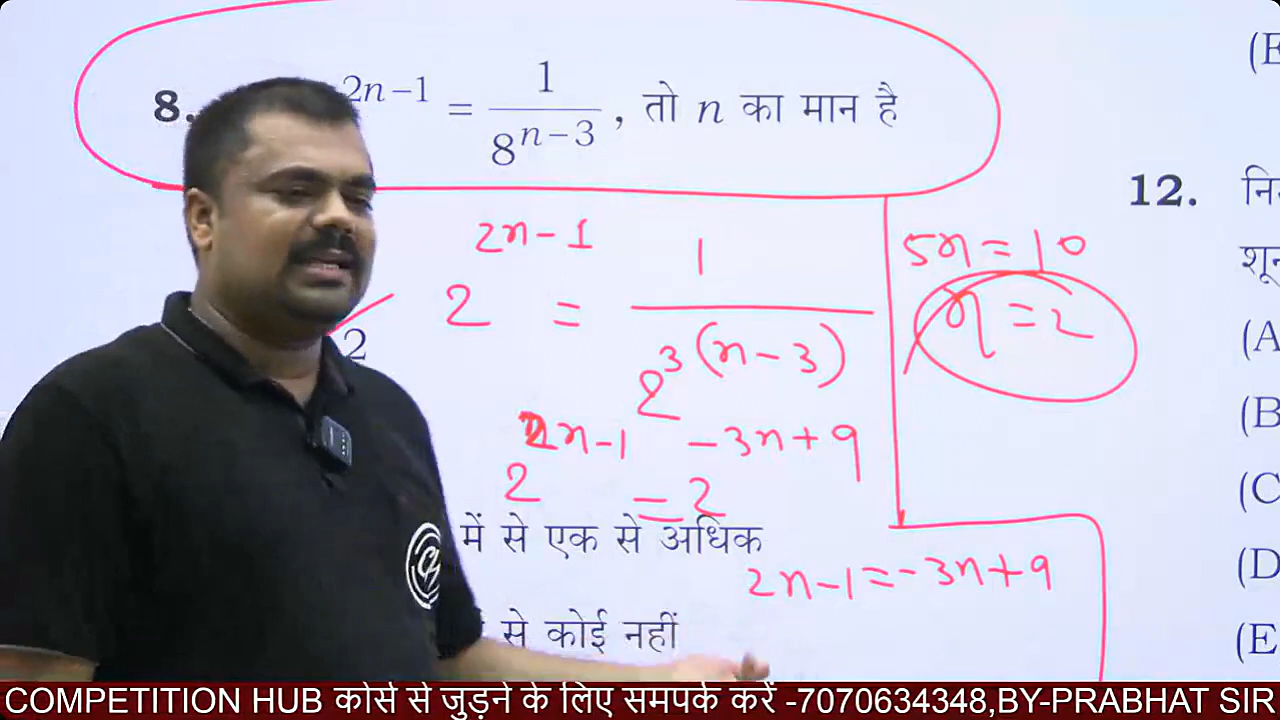 8. 2n-1 = 1/8^{n-3}, तो n का मान है
2^{2n-1} = 1/2^{3(n-3)}
2
2^{2n-1} = 2^{-3n+9}
में से एक से अधिक
2n-1=-3n+9
से कोई नहीं
5n=10
n=2
(E
12.
(A
(B
(C
(D
(E
COMPETITION HUB कोर्स से जुड़ने के लिए समपर्क करें -7070634348,BY-PRABHAT SIR